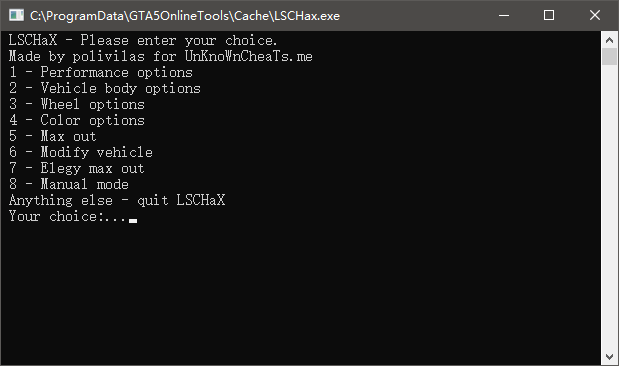 C:\ProgramData\GTA5OnlineTools\Cache\LSCHax.exe
LSCHaX - Please enter your choice.
Made by polivilas for UnKnoWnCheaTs.me
1 - Performance options
2 - Vehicle body options
3 - Wheel options
4 - Color options
5 - Max out
6 - Modify vehicle
7 - Elegy max out
8 - Manual mode
Anything else - quit LSCHaX
Your choice:...